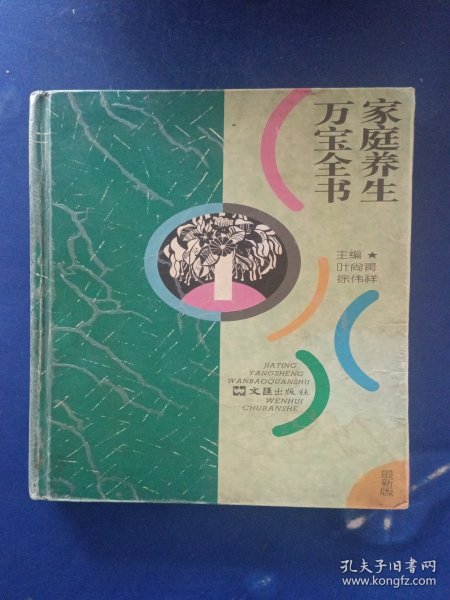 家庭养生
万宝全书
主编★
叶尚青
徐伟祥
JIATING
YANGSHENG
WANBAOQUANSHU
文匯出版社
WENHUI
CHUBANSHE
最新版
孔夫子旧书网
www.kongfz.com